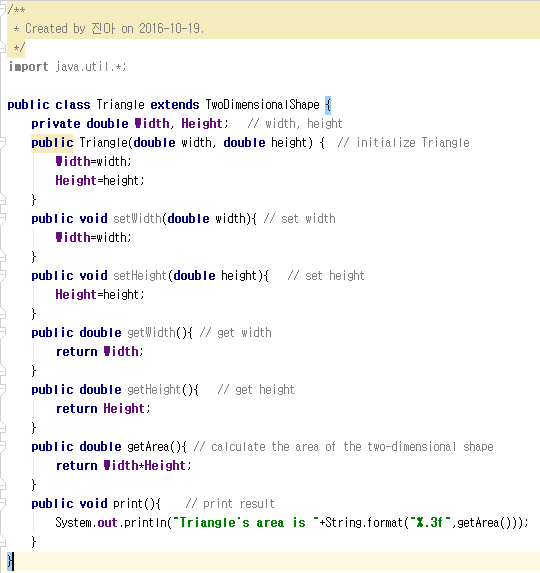 /**
 * Created by 진아 on 2016-10-19.
 */
import java.util.*;
public class Triangle extends TwoDimensionalShape {
private double Width, Height;   // width, height
public Triangle(double width, double height) {  // initialize Triangle
Width=width;
Height=height;
}
public void setWidth(double width){ // set width
Width=width;
}
public void setHeight(double height){   // set height
Height=height;
}
public double getWidth(){ // get width
return Width;
}
public double getHeight(){   // get height
return Height;
}
public double getArea(){ // calculate the area of the two-dimensional shape
return Width*Height;
}
public void print(){    // print result
System.out.println("Triangle's area is "+String.format("%.3f",getArea()));
}
}